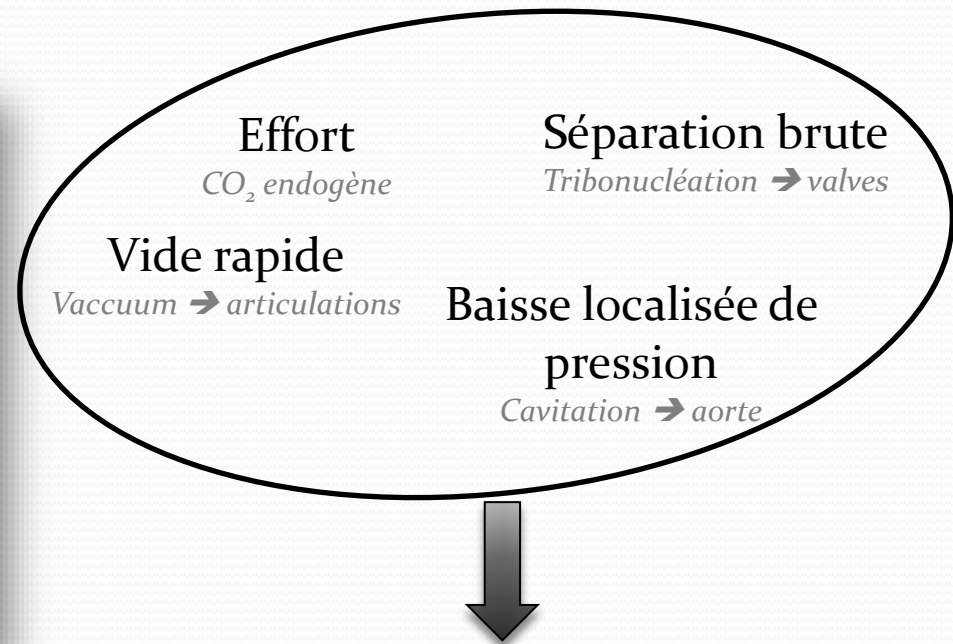 Effort
CO₂ endogène
Séparation brute
Tribonucléation ➔ valves
Vide rapide
Vaccuum ➔ articulations
Baisse localisée de
pression
Cavitation ➔ aorte